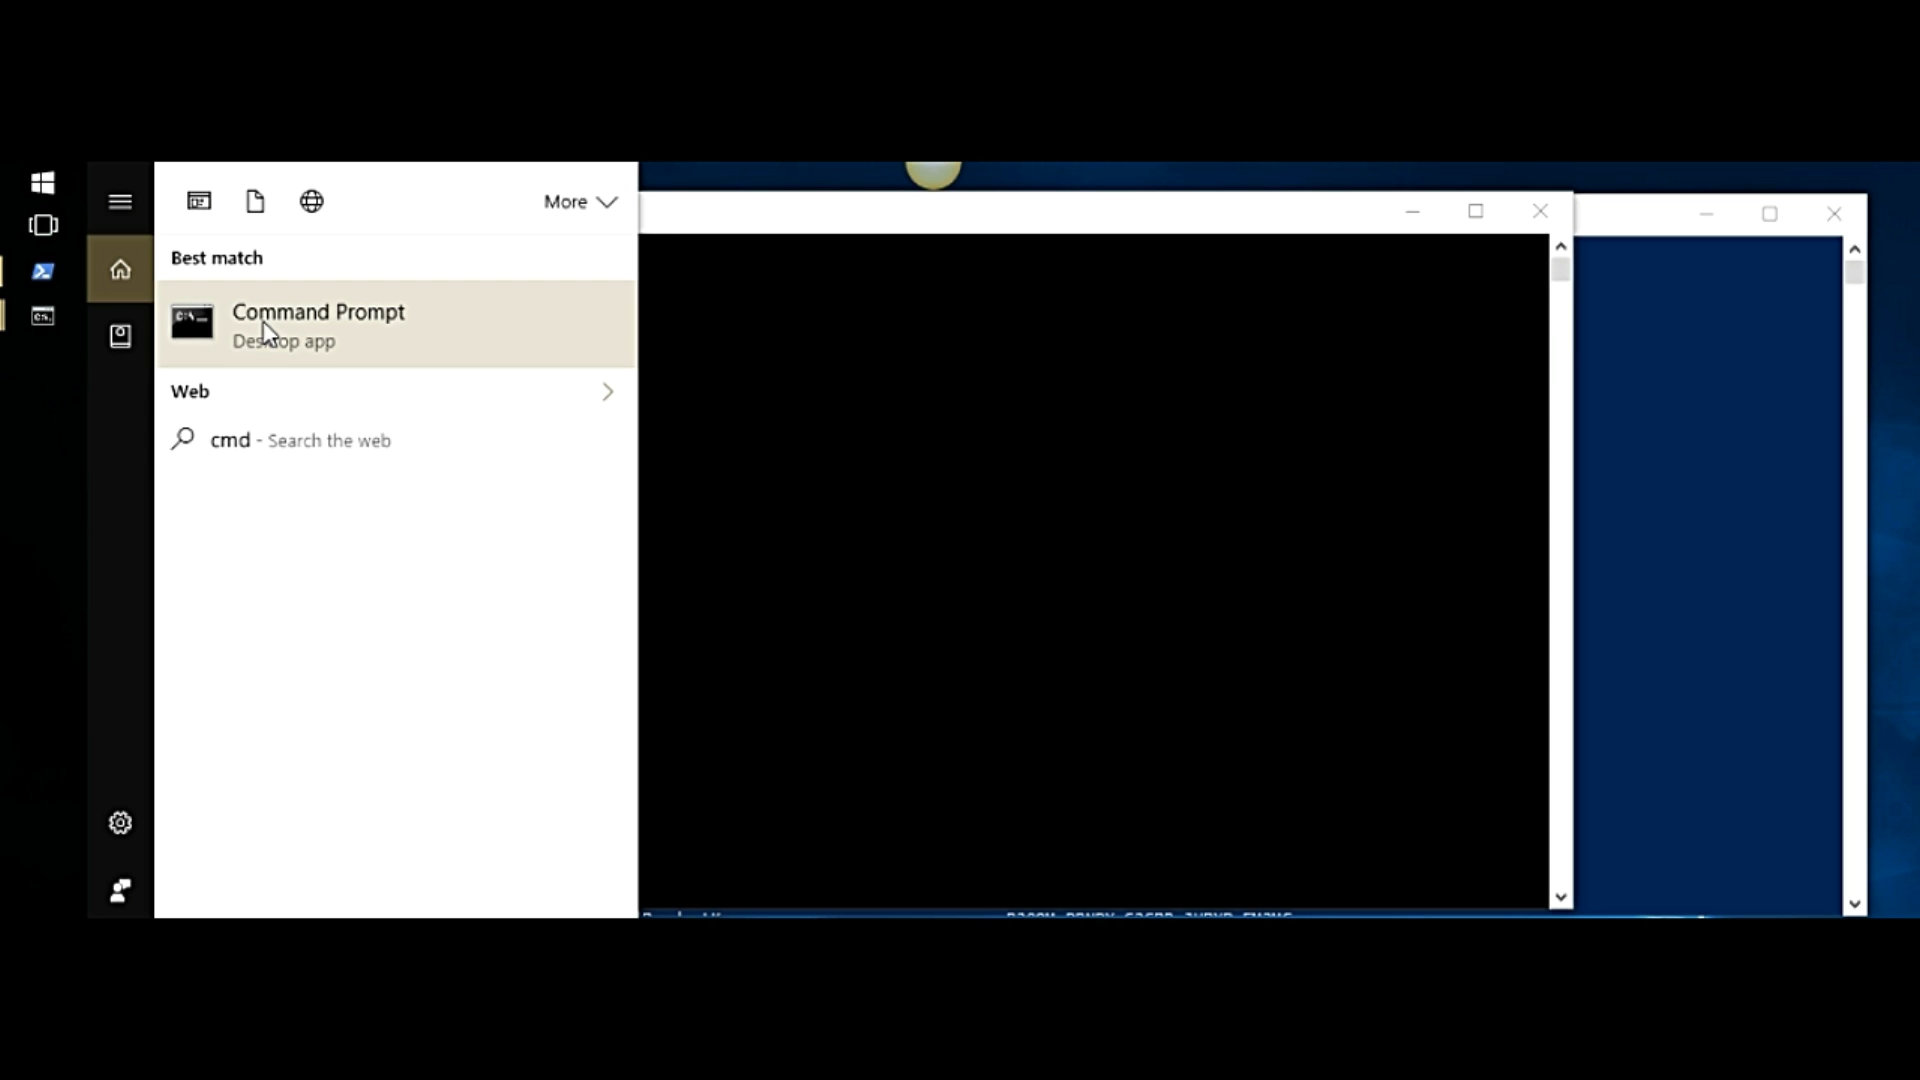 More
Best match
Command Prompt
Desktop app
Web
cmd - Search the web